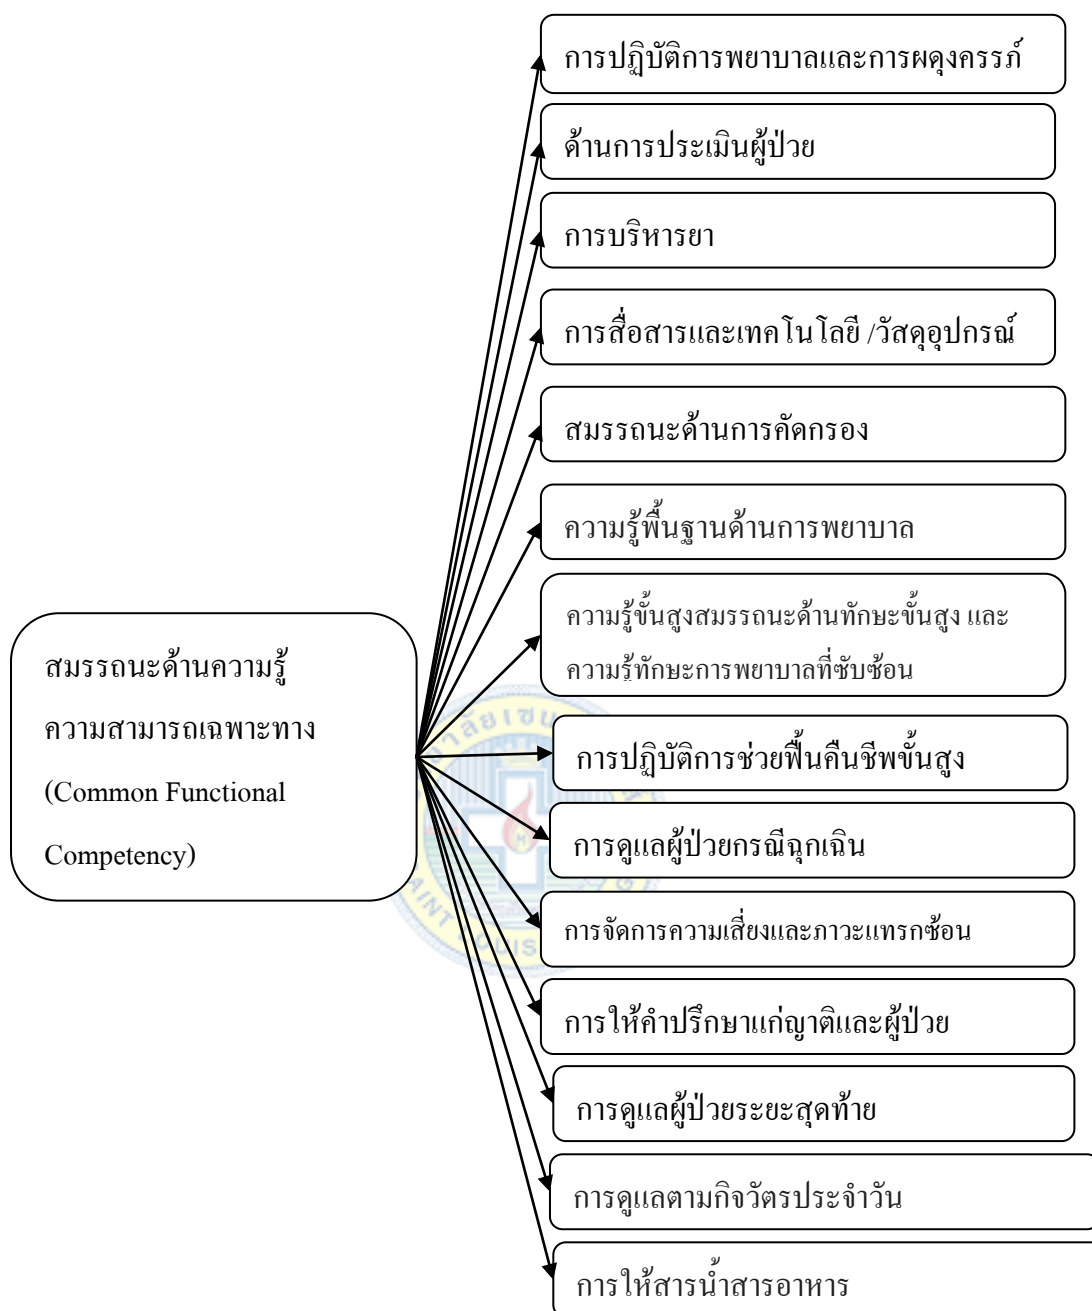 การปฏิบัติการพยาบาลและการผดุงครรภ์
ด้านการประเมินผู้ป่วย
การบริหารยา
การสื่อสารและเทคโนโลยี /วัสดุอุปกรณ์
สมรรถนะด้านการคัดกรอง
ความรู้พื้นฐานด้านการพยาบาล
ความรู้ขั้นสูงสมรรถนะด้านทักษะขั้นสูง และ
ความรู้ทักษะการพยาบาลที่ซับซ้อน
สมรรถนะด้านความรู้
ความสามารถเฉพาะทาง
(Common Functional
Competency)
การปฏิบัติการช่วยฟื้นคืนชีพขั้นสูง
การดูแลผู้ป่วยกรณีฉุกเฉิน
การจัดการความเสี่ยงและภาวะแทรกซ้อน
การให้คำปรึกษาแก่ญาติและผู้ป่วย
การดูแลผู้ป่วยระยะสุดท้าย
การดูแลตามกิจวัตรประจำวัน
การให้สารน้ำสารอาหาร